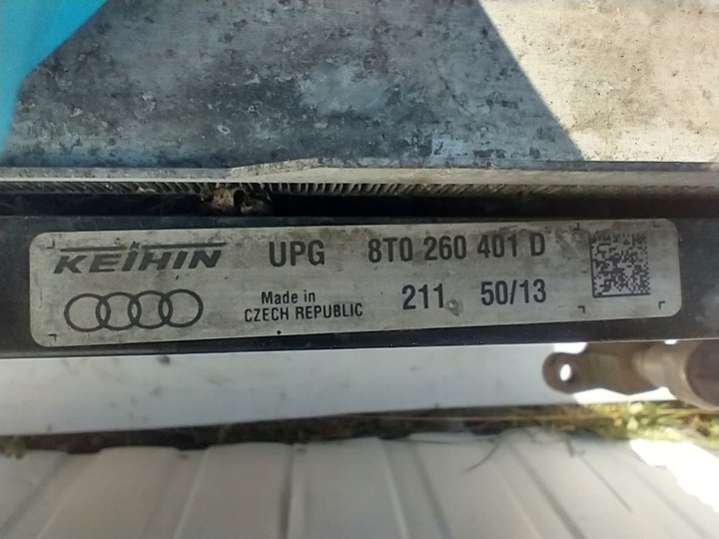 KEIHIN UPG 8T0 260 401 D
Made in 211 50/13
CZECH REPUBLIC